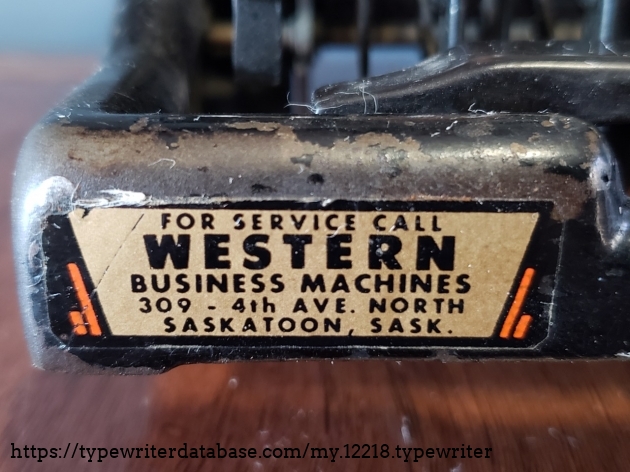 FOR SERVICE CALL
WESTERN
BUSINESS MACHINES
309 - 4th AVE. NORTH
SASKATOON, SASK.
https://typewriterdatabase.com/my.12218.typewriter